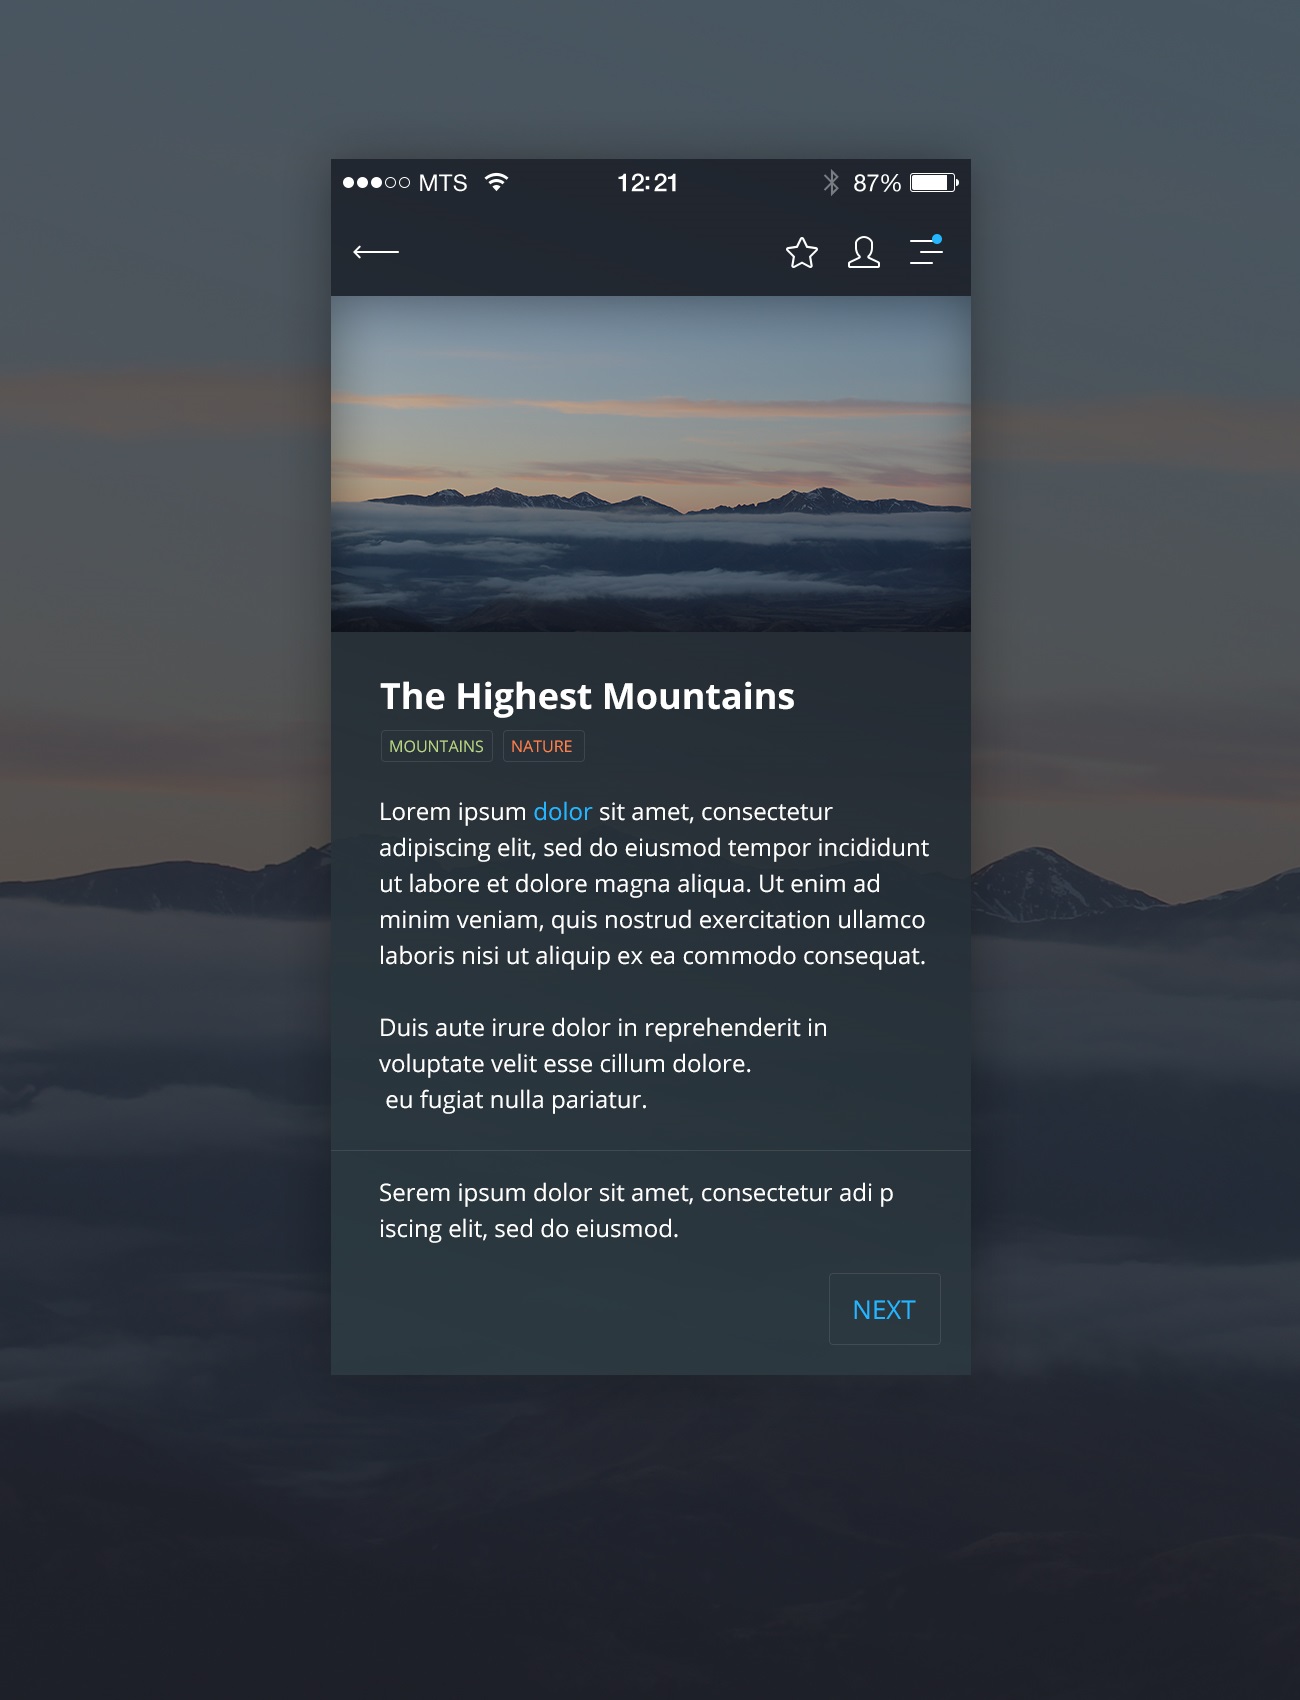 MTS 12:21 87%
The Highest Mountains
MOUNTAINS NATURE
Lorem ipsum dolor sit amet, consectetur
adipiscing elit, sed do eiusmod tempor incididunt
ut labore et dolore magna aliqua. Ut enim ad
minim veniam, quis nostrud exercitation ullamco
laboris nisi ut aliquip ex ea commodo consequat.
Duis aute irure dolor in reprehenderit in
voluptate velit esse cillum dolore.
eu fugiat nulla pariatur.
Serem ipsum dolor sit amet, consectetur adi p
iscing elit, sed do eiusmod.
NEXT